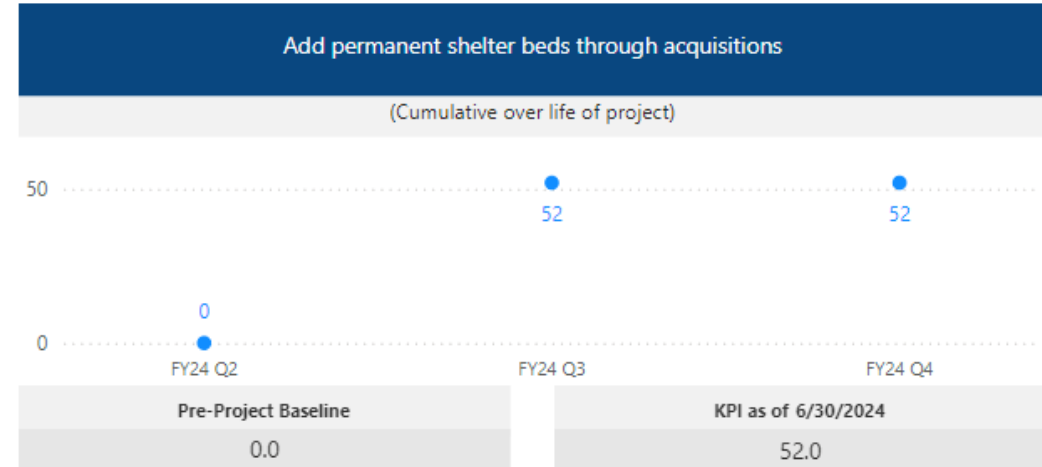 Add permanent shelter beds through acquisitions
(Cumulative over life of project)
50
52
52
0
0
FY24 Q2
FY24 Q3
FY24 Q4
Pre-Project Baseline
KPI as of 6/30/2024
0.0
52.0